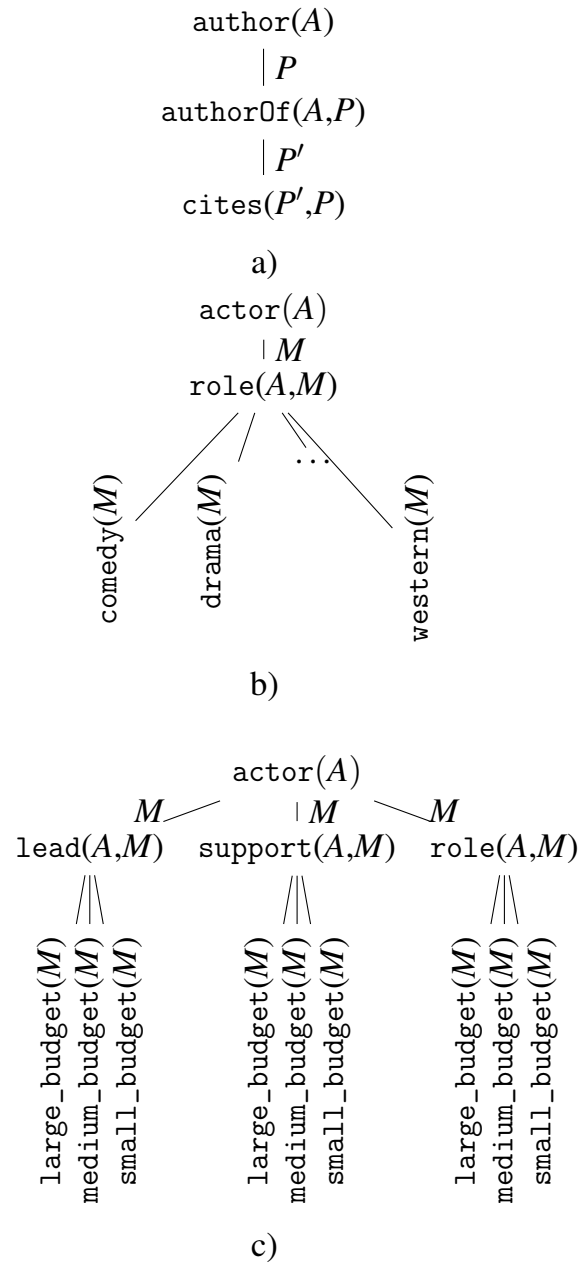 author(A)
P
authorOf(A,P)
P′
cites(P′,P)
a)
actor(A)
M
role(A,M)
...
comedy(M)
drama(M)
western(M)
b)
actor(A)
M M M
lead(A,M) support(A,M) role(A,M)
large_budget(M)
medium_budget(M)
small_budget(M)
large_budget(M)
medium_budget(M)
small_budget(M)
large_budget(M)
medium_budget(M)
small_budget(M)
c)